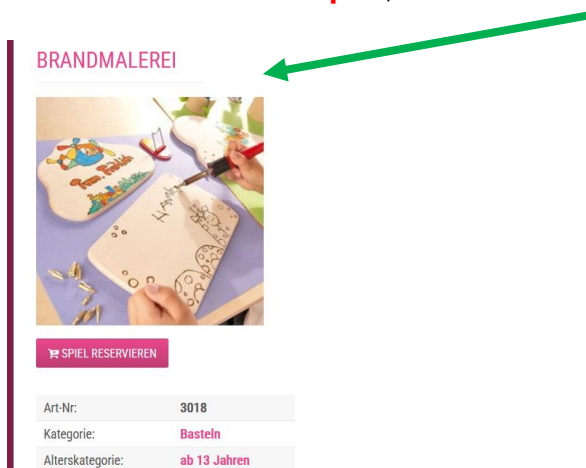 BRANDMALEREI
SPIEL RESERVIEREN
Art-Nr: 3018
Kategorie: Basteln
Alterskategorie: ab 13 Jahren